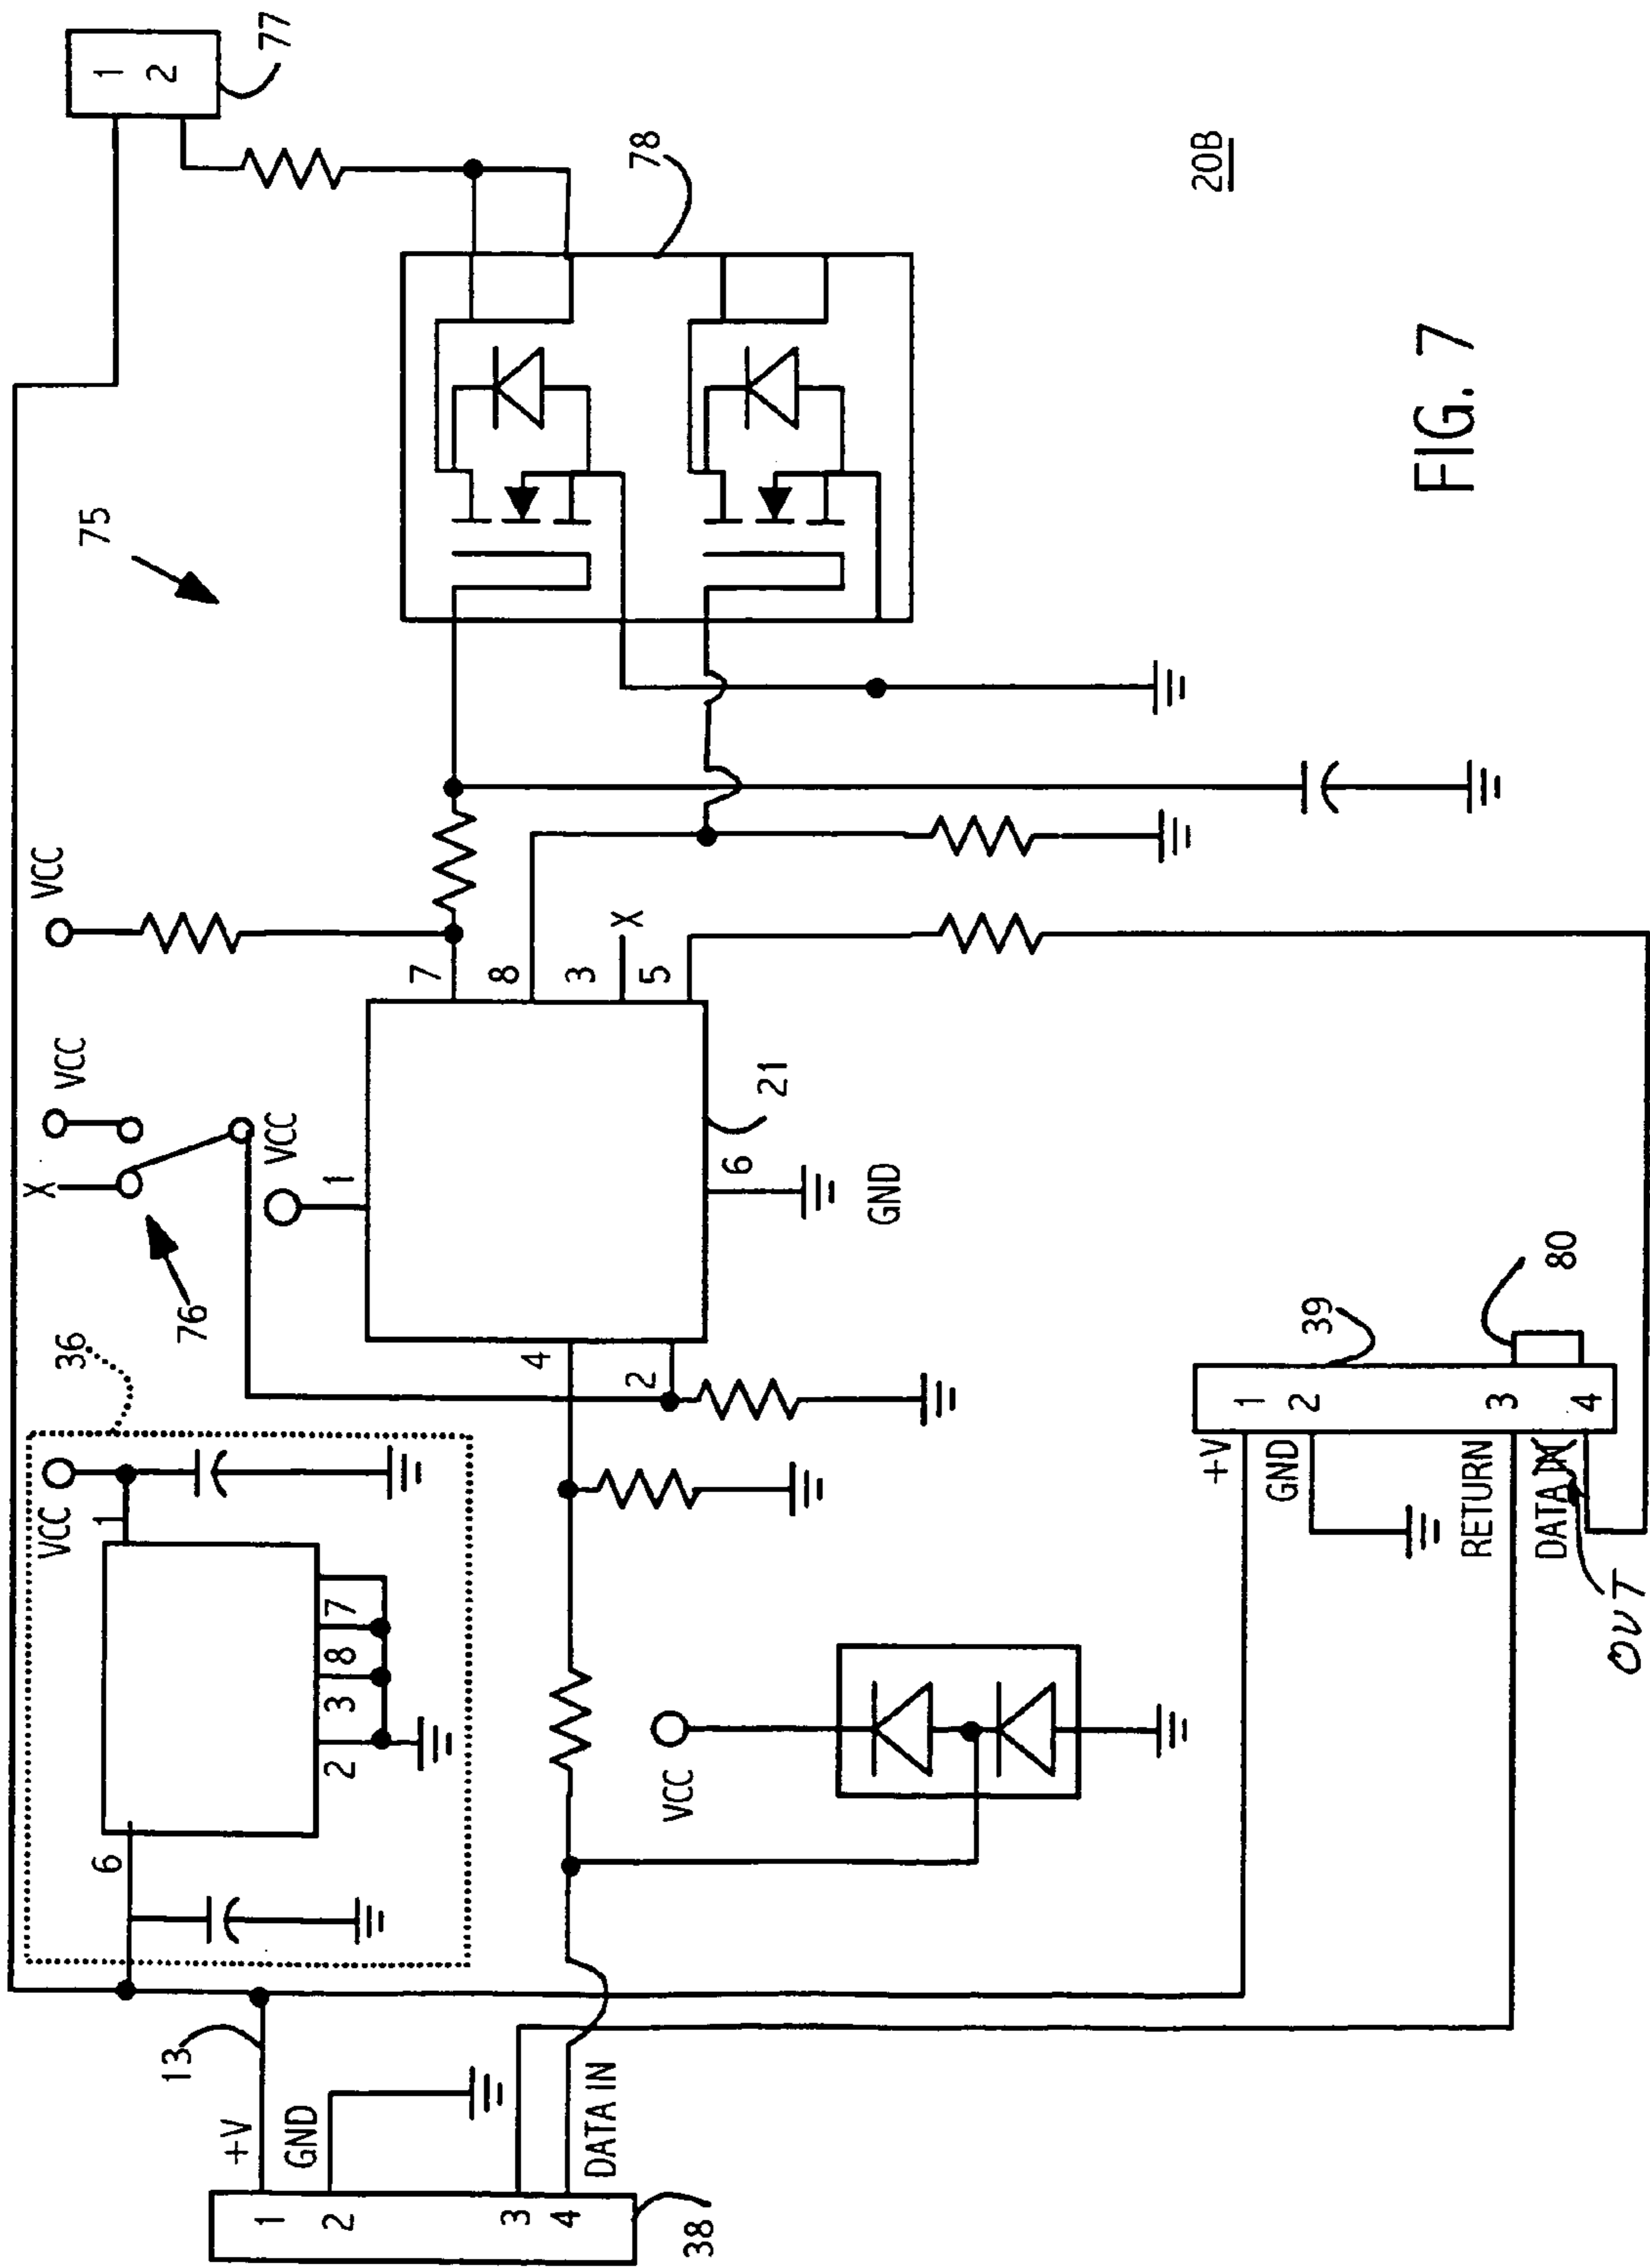 77
1
2
75
78
20B
VCC
VCC
X
76
VCC
1
7
8
3
X
5
4
2
21
6
GND
36
VCC
1
6
2
3
8
7
13
+V
GND
1
2
3
4
DATA IN
38
VCC
39
+V
GND
RETURN
DATA IN
OUT
1
2
3
4
80
FIG. 7